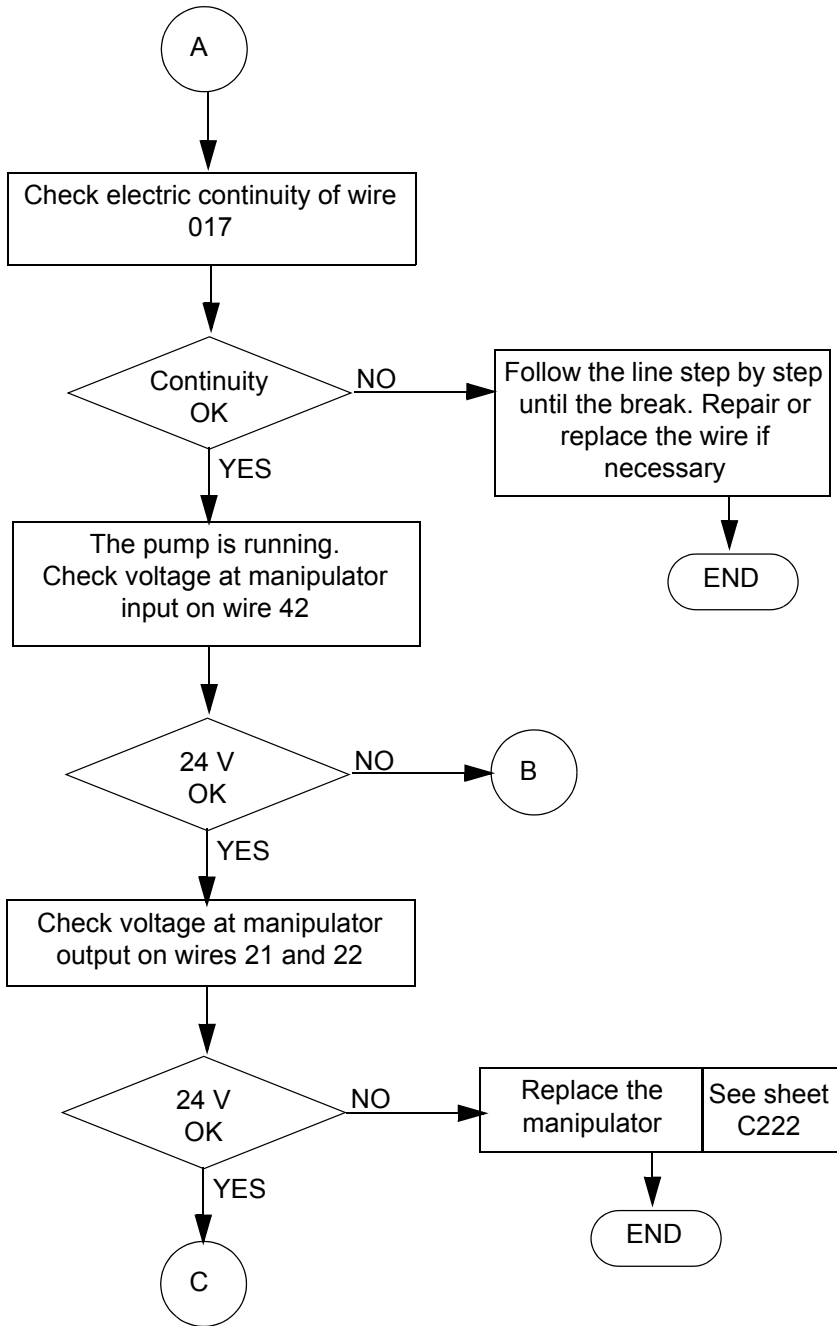 A
Check electric continuity of wire
017
Continuity
OK
NO
Follow the line step by step
until the break. Repair or
replace the wire if
necessary
END
YES
The pump is running.
Check voltage at manipulator
input on wire 42
24 V
OK
NO
B
YES
Check voltage at manipulator
output on wires 21 and 22
24 V
OK
NO
Replace the
manipulator
See sheet
C222
END
YES
C